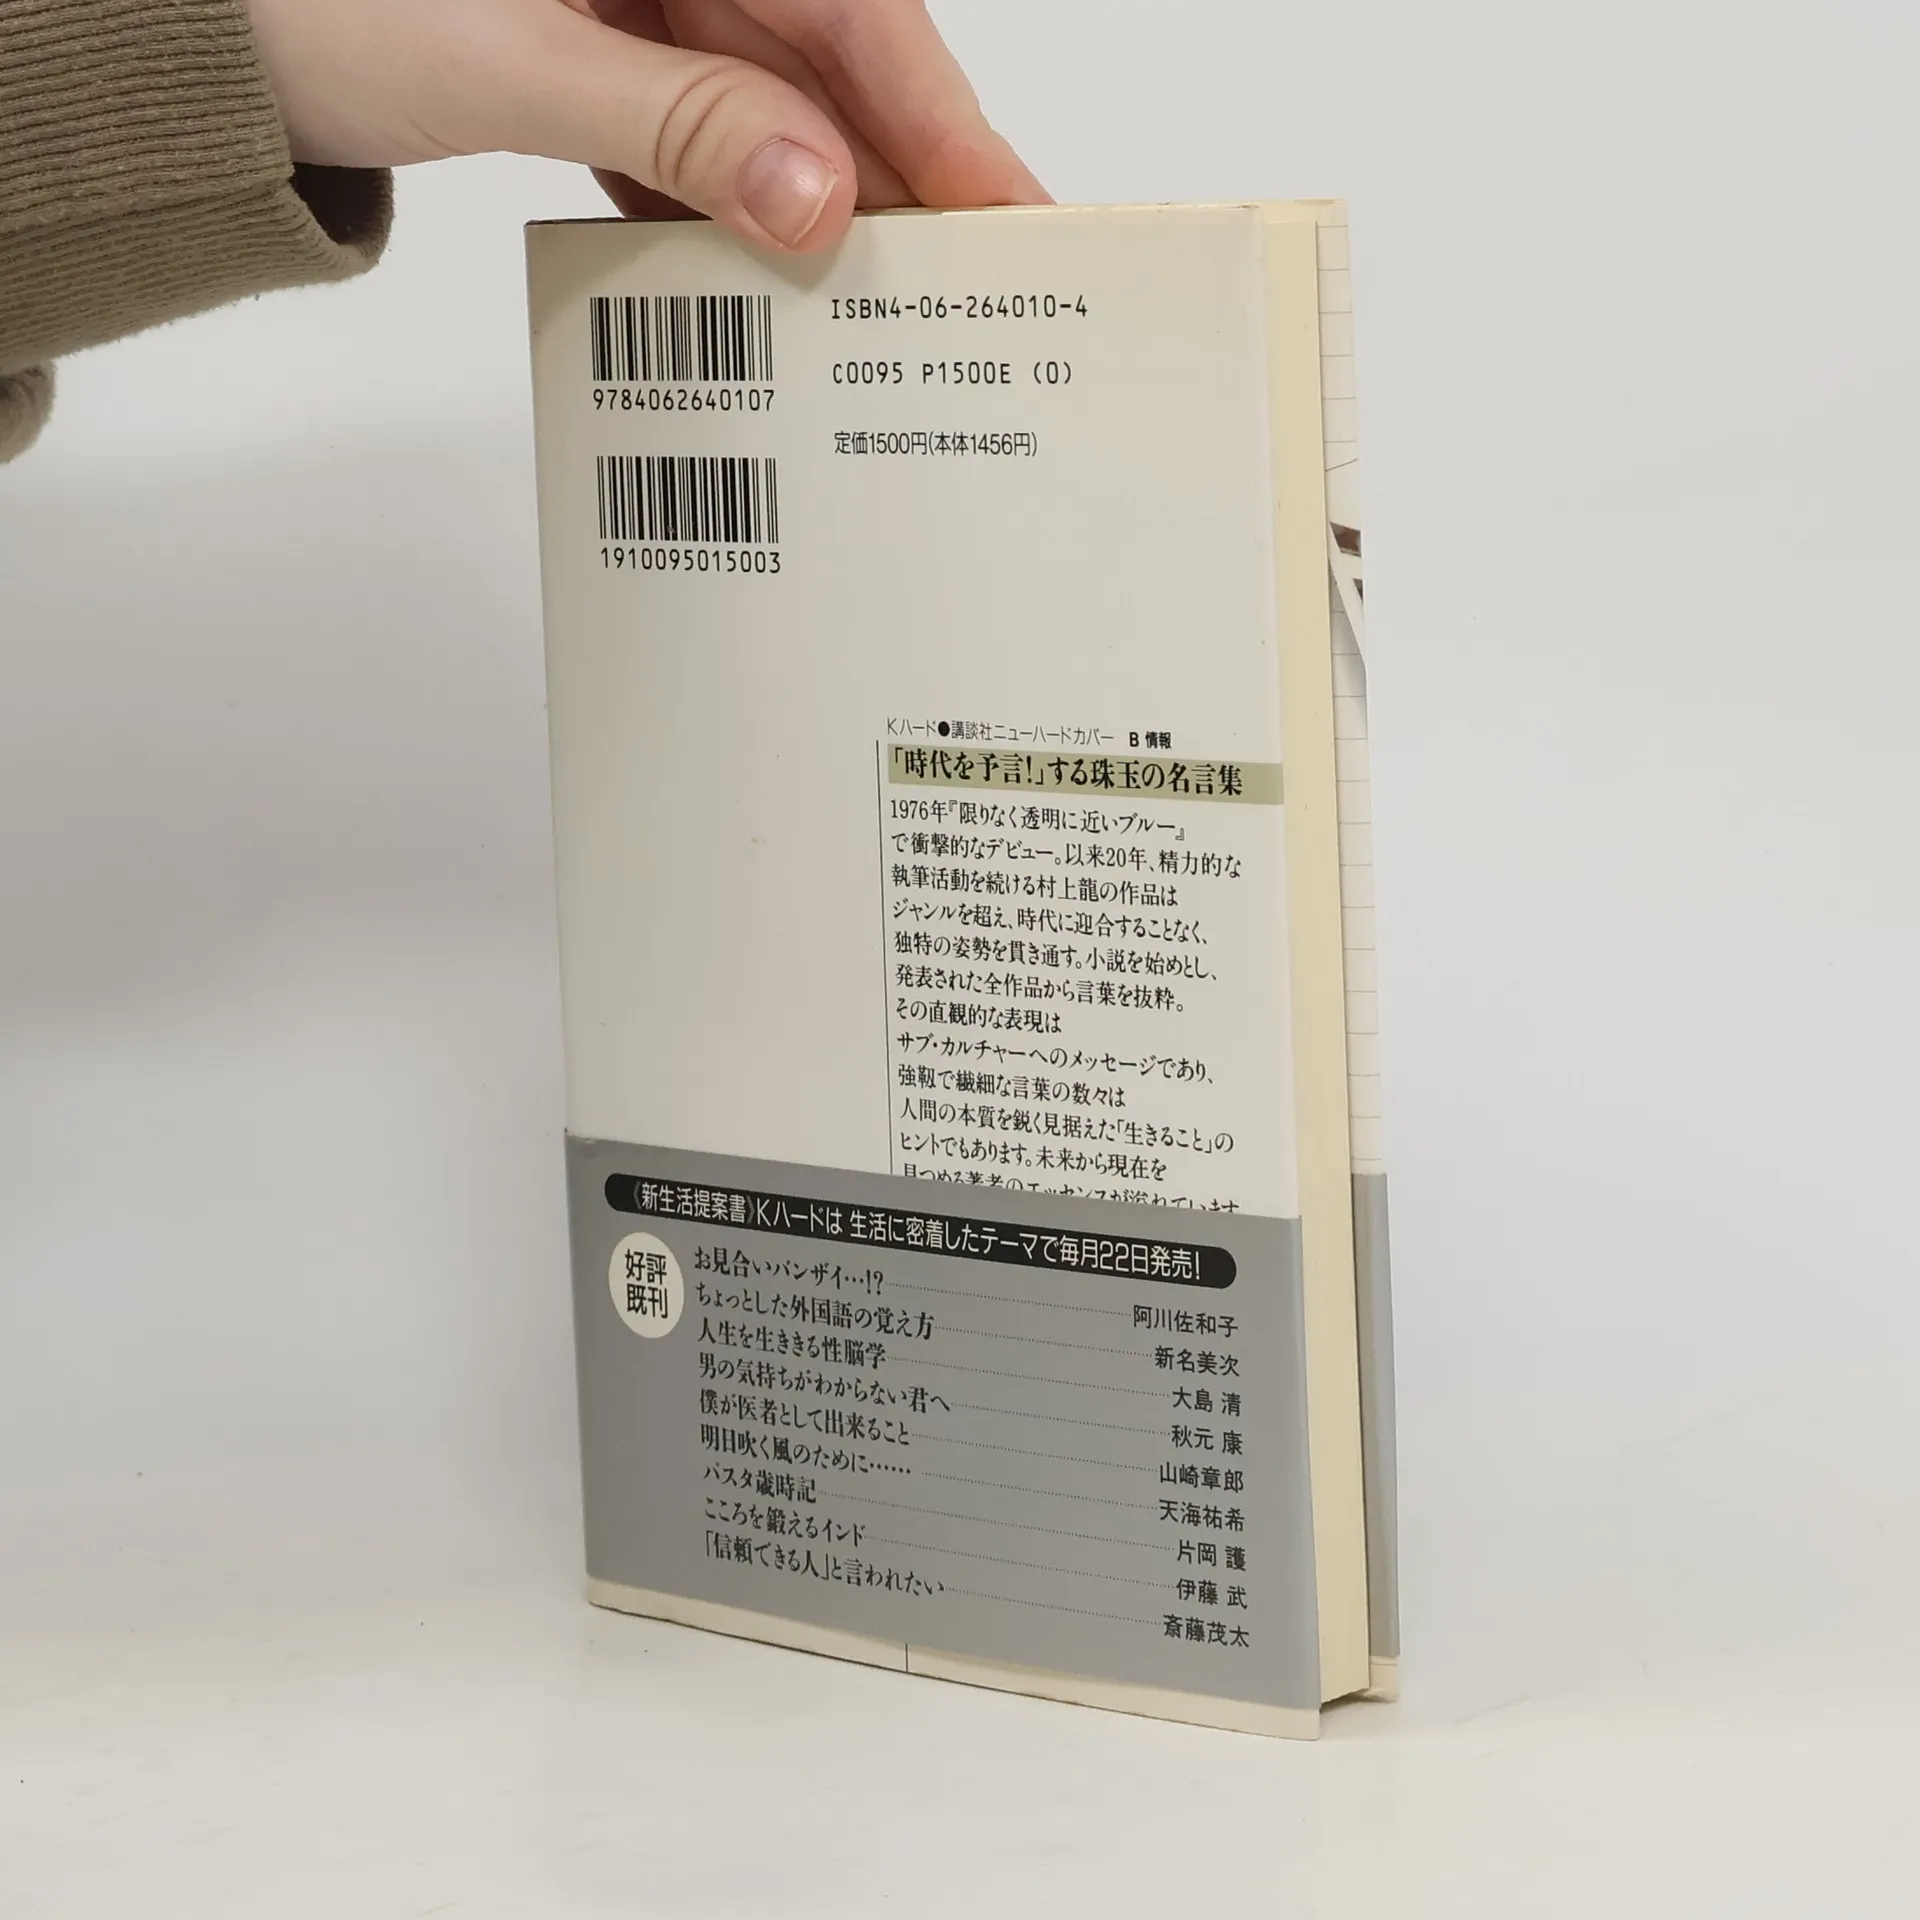 ISBN4-06-264010-4
9784062640107
C0095 P1500E (0)
定価1500円(本体1456円)
1910095015003
Kハード●講談社ニューハードカバー B 情報
「時代を予言!」する珠玉の名言集
1976年『限りなく透明に近いブルー』
で衝撃的なデビュー。以来20年、精力的な
執筆活動を続ける村上龍の作品は
ジャンルを超え、時代に迎合することなく、
独特の姿勢を貫き通す。小説を始めとし、
発表された全作品から言葉を抜粋。
その直観的な表現は
サブ・カルチャーへのメッセージであり、
強靱で繊細な言葉の数々は
人間の本質を鋭く見据えた「生きること」の
ヒントでもあります。未来から現在を
見つめる著者のエッセンスが溢れています
《新生活提案書》Kハードは 生活に密着したテーマで毎月22日発売!
好評
既刊
お見合いバンザイ…!? 阿川佐和子
ちょっとした外国語の覚え方 新名美次
人生を生ききる性脳学 大島 清
男の気持ちがわからない君へ 秋元 康
僕が医者として出来ること 山崎章郎
明日吹く風のために…… 天海祐希
パスタ歳時記 片岡 護
こころを鍛えるインド 伊藤 武
「信頼できる人」と言われたい 斎藤茂太